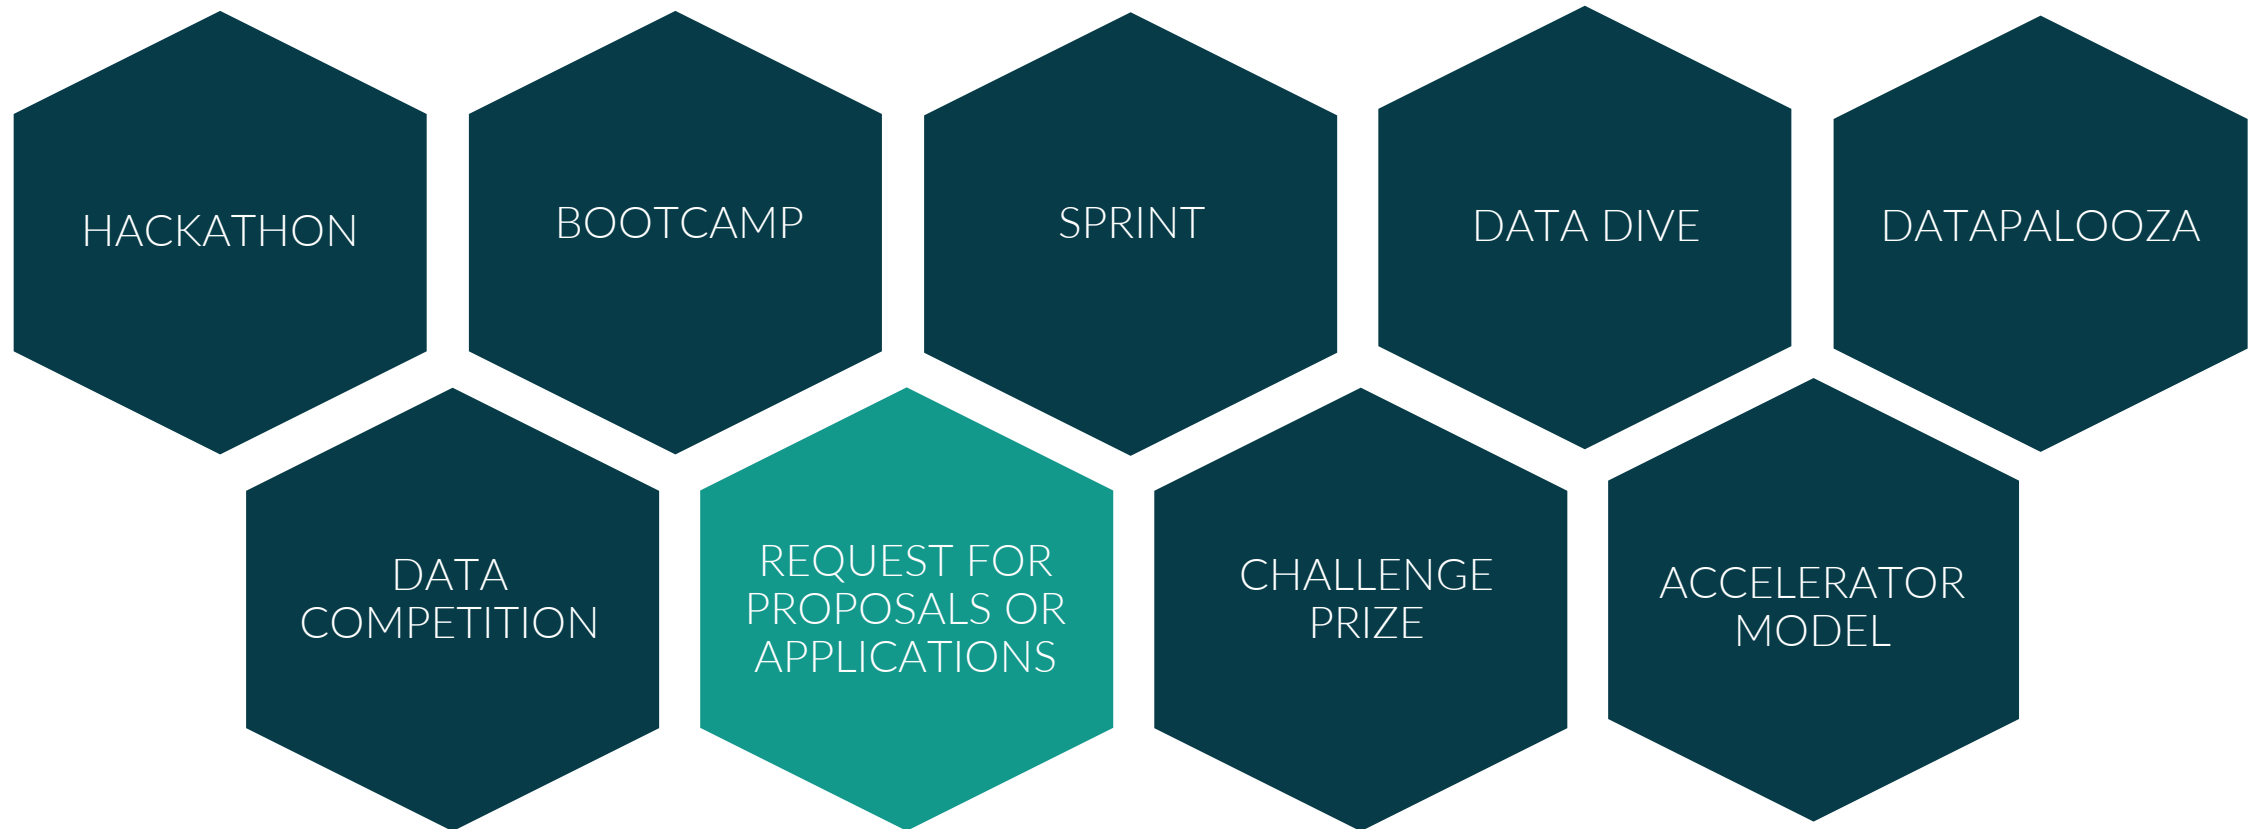 HACKATHON
BOOTCAMP
SPRINT
DATA DIVE
DATAPALOOZA
DATA
COMPETITION
REQUEST FOR
PROPOSALS OR
APPLICATIONS
CHALLENGE
PRIZE
ACCELERATOR
MODEL